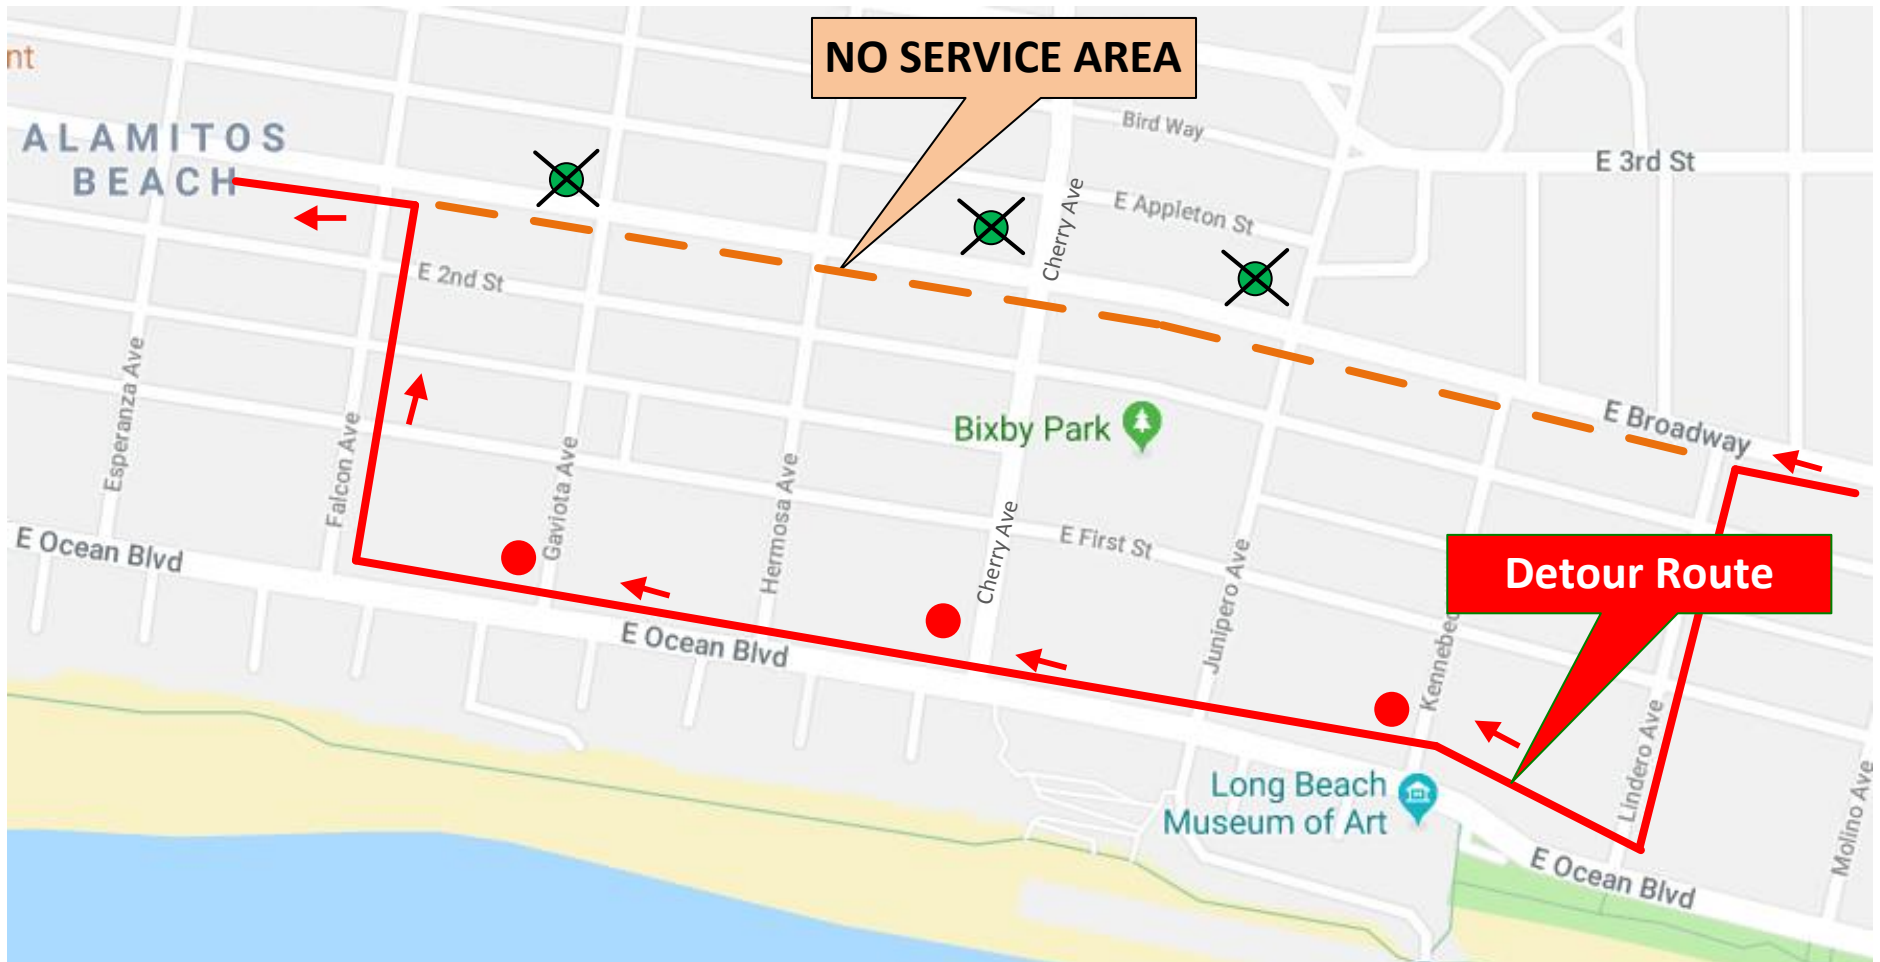 NO SERVICE AREA
nt
ALAMITOS
BEACH
Bird Way
E 3rd St
E Appleton St
Cherry Ave
E 2nd St
Esperanza Ave
Falcon Ave
Gaviota Ave
Hermosa Ave
Bixby Park
E Broadway
Cherry Ave
E First St
Junipero Ave
Detour Route
E Ocean Blvd
E Ocean Blvd
Kennebec
Lindero Ave
Molino Ave
Long Beach
Museum of Art
E Ocean Blvd